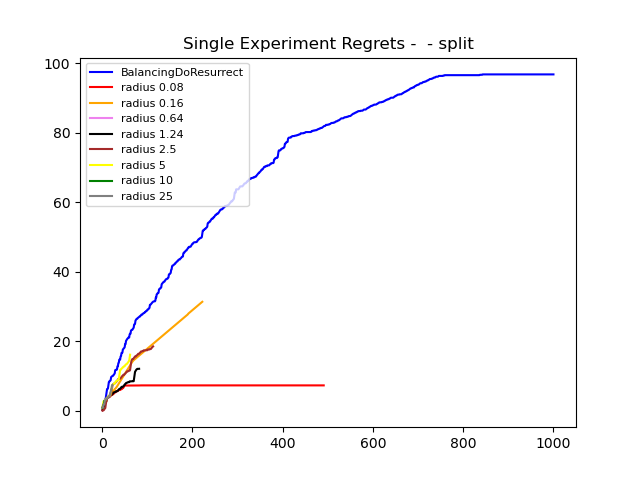 Single Experiment Regrets -  - split
100
80
60
40
20
0
BalancingDoResurrect
radius 0.08
radius 0.16
radius 0.64
radius 1.24
radius 2.5
radius 5
radius 10
radius 25
0 200 400 600 800 1000